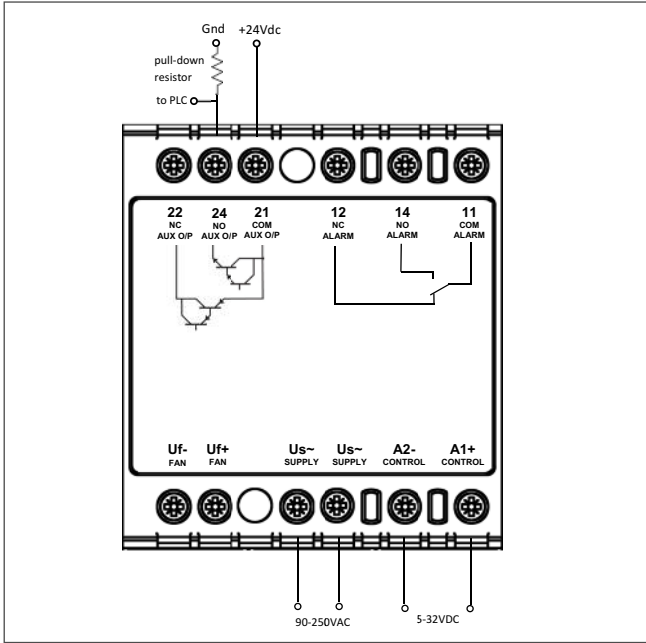 Gnd +24Vdc
pull-down
resistor
to PLC
22 24 21 12 14 11
NC NO COM NC NO COM
AUX O/P AUX O/P AUX O/P ALARM ALARM ALARM
Uf- Uf+ Us~ Us~ A2- A1+
FAN FAN SUPPLY SUPPLY CONTROL CONTROL
90-250VAC 5-32VDC